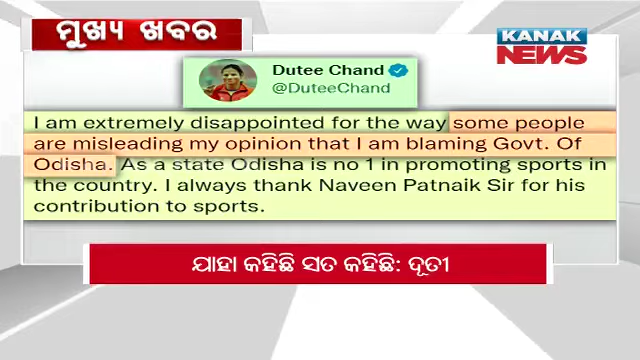 ମୁଖ୍ୟ ଖବର
KANAK
NEWS
Dutee Chand
@DuteeChand
I am extremely disappointed for the way some people
are misleading my opinion that I am blaming Govt. Of
Odisha. As a state Odisha is no 1 in promoting sports in
the country. I always thank Naveen Patnaik Sir for his
contribution to sports.
ଯାହା କହିଛି ସତ କହିଛି: ଦୂତୀ